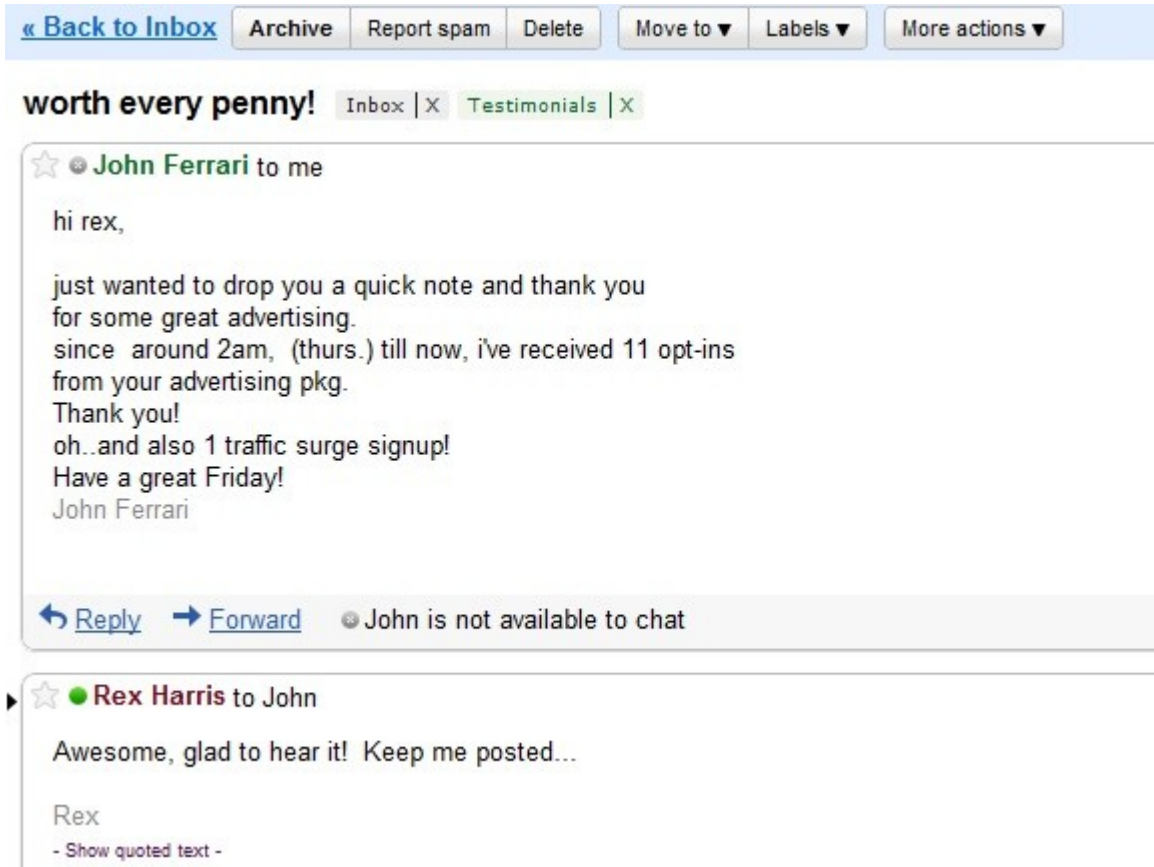 « Back to Inbox Archive Report spam Delete Move to ▼ Labels ▼ More actions ▼
worth every penny! Inbox | X Testimonials | X
John Ferrari to me
hi rex,
just wanted to drop you a quick note and thank you
for some great advertising.
since around 2am, (thurs.) till now, i've received 11 opt-ins
from your advertising pkg.
Thank you!
oh..and also 1 traffic surge signup!
Have a great Friday!
John Ferrari
Reply Forward John is not available to chat
Rex Harris to John
Awesome, glad to hear it! Keep me posted...
Rex
- Show quoted text -